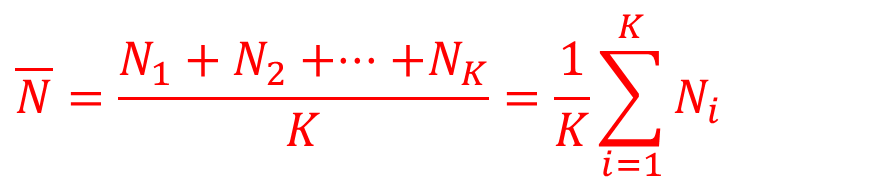 N̅ = (N₁ + N₂ +⋯ +N_K)/K = (1/K) ∑_{i=1}^{K} N_i